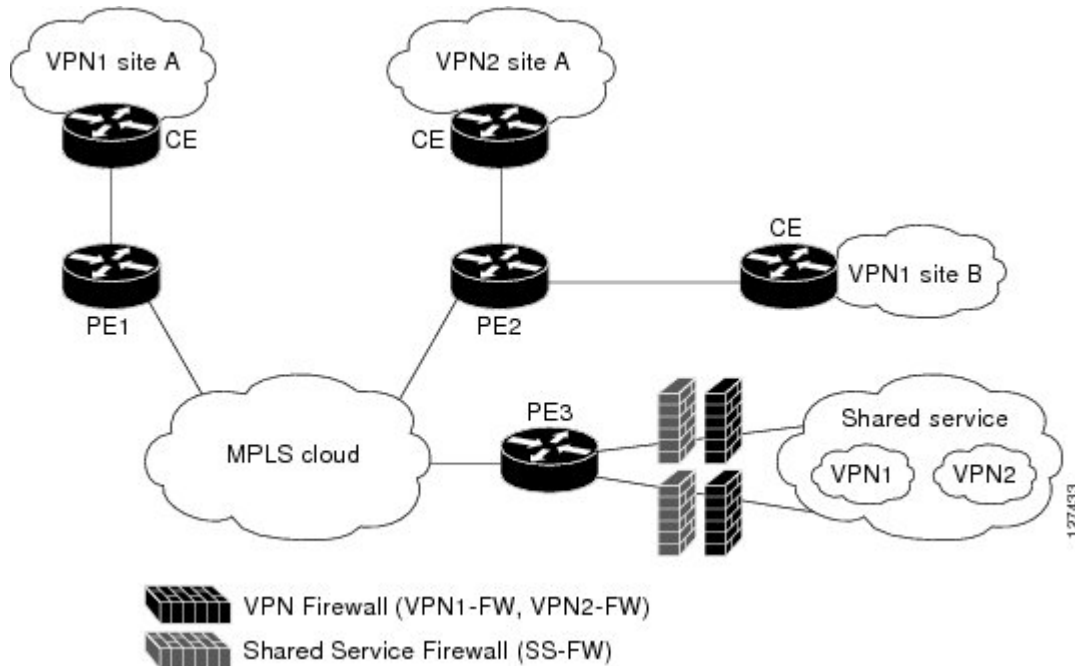 VPN1 site A
VPN2 site A
CE
CE
CE
VPN1 site B
PE1
PE2
PE3
Shared service
MPLS cloud
VPN1
VPN2
127433
VPN Firewall (VPN1-FW, VPN2-FW)
Shared Service Firewall (SS-FW)